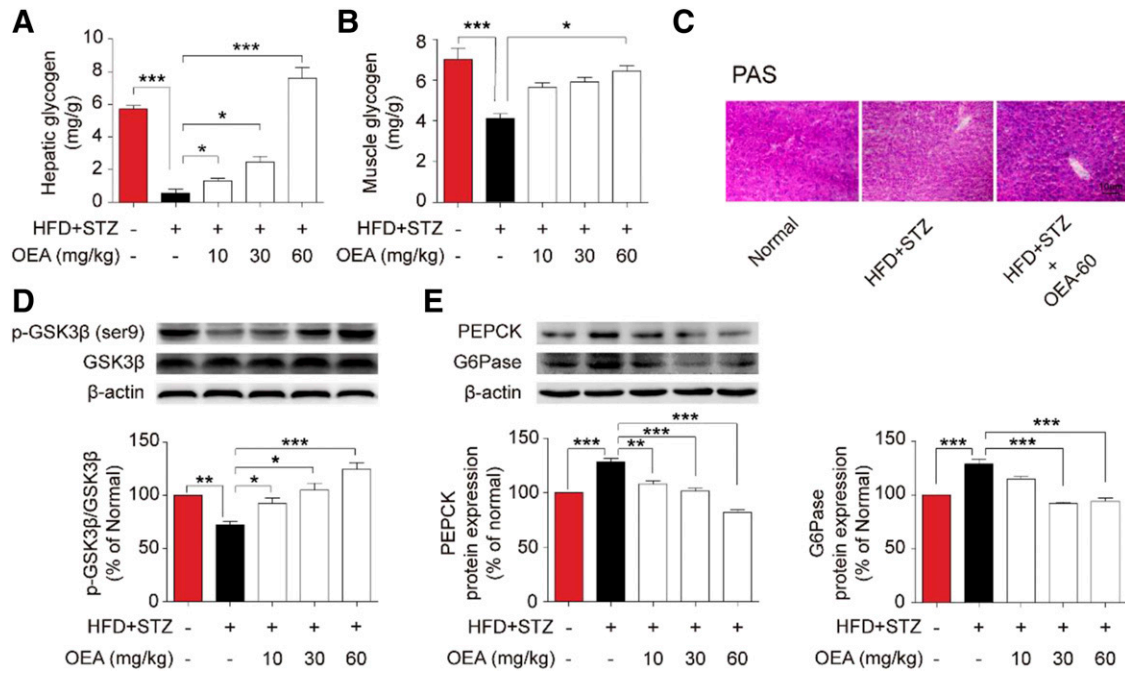 A
Hepatic glycogen
(mg/g)
10
8
6
4
2
0
***
*
*
***
HFD+STZ - + + + +
OEA (mg/kg) - - 10 30 60
B
Muscle glycogen
(mg/g)
8
6
4
2
0
***
*
HFD+STZ - + + + +
OEA (mg/kg) - - 10 30 60
C
PAS
Normal
HFD+STZ
HFD+STZ
+
OEA-60
D
p-GSK3β (ser9)
GSK3β
β-actin
p-GSK3β/GSK3β
(% of Normal)
150
100
50
0
**
*
*
***
HFD+STZ - + + + +
OEA (mg/kg) - - 10 30 60
E
PEPCK
G6Pase
β-actin
PEPCK
protein expression
(% of normal)
150
100
50
0
***
**
***
***
HFD+STZ - + + + +
OEA (mg/kg) - - 10 30 60
G6Pase
protein expression
(% of Normal)
150
100
50
0
***
***
***
HFD+STZ - + + + +
OEA (mg/kg) - - 10 30 60